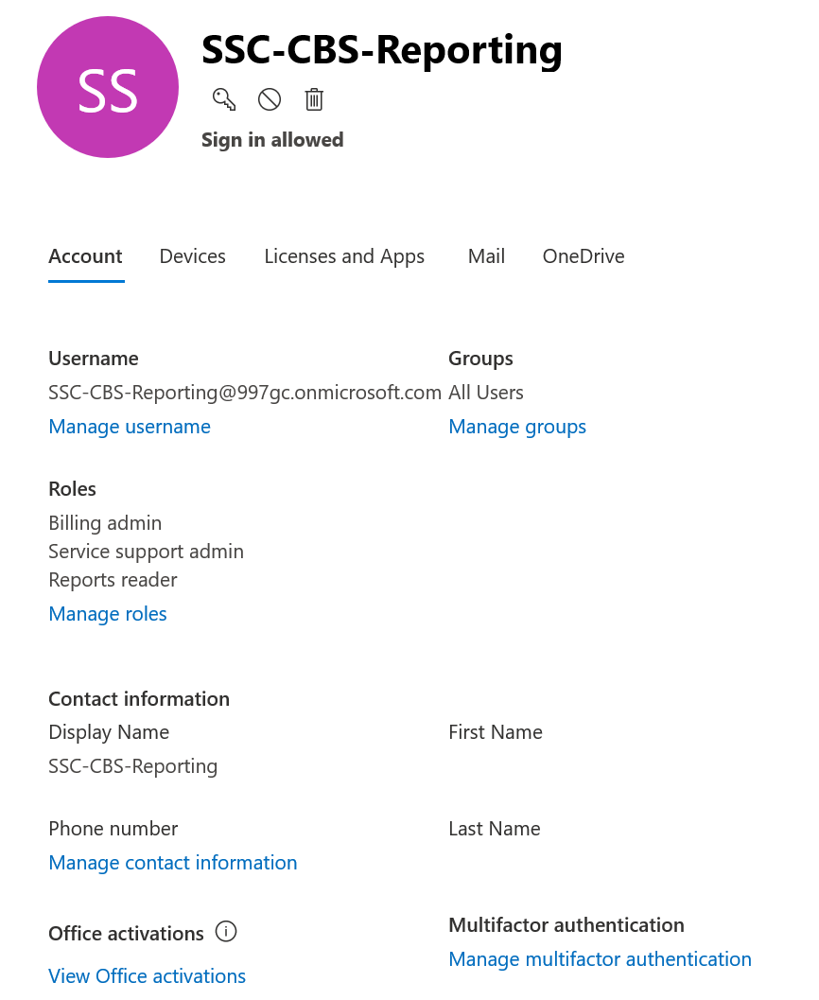 SS
SSC-CBS-Reporting
Sign in allowed
Account Devices Licenses and Apps Mail OneDrive
Username
SSC-CBS-Reporting@997gc.onmicrosoft.com
Manage username
Groups
All Users
Manage groups
Roles
Billing admin
Service support admin
Reports reader
Manage roles
Contact information
Display Name
SSC-CBS-Reporting
First Name
Phone number
Manage contact information
Last Name
Office activations
View Office activations
Multifactor authentication
Manage multifactor authentication